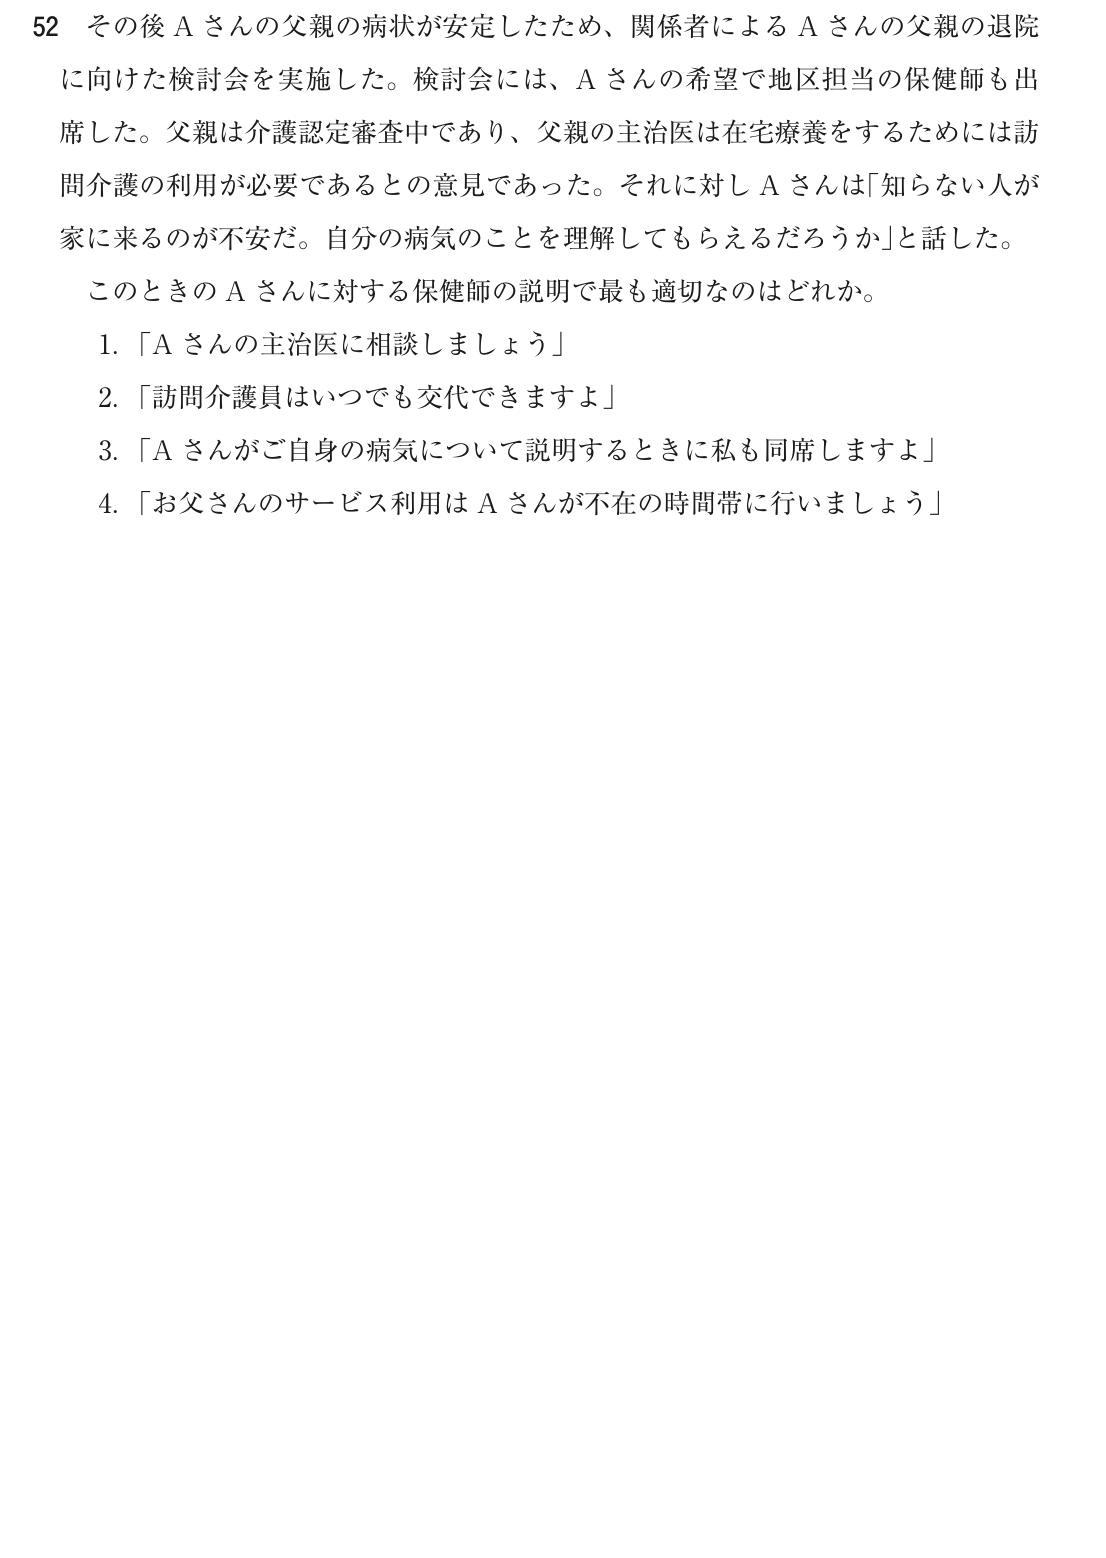 52 その後 A さんの父親の病状が安定したため、関係者による A さんの父親の退院
に向けた検討会を実施した。検討会には、A さんの希望で地区担当の保健師も出
席した。父親は介護認定審査中であり、父親の主治医は在宅療養をするためには訪
問介護の利用が必要であるとの意見であった。それに対し A さんは「知らない人が
家に来るのが不安だ。自分の病気のことを理解してもらえるだろうか」と話した。
このときの A さんに対する保健師の説明で最も適切なのはどれか。
1. 「A さんの主治医に相談しましょう」
2. 「訪問介護員はいつでも交代できますよ」
3. 「A さんがご自身の病気について説明するときに私も同席しますよ」
4. 「お父さんのサービス利用は A さんが不在の時間帯に行いましょう」